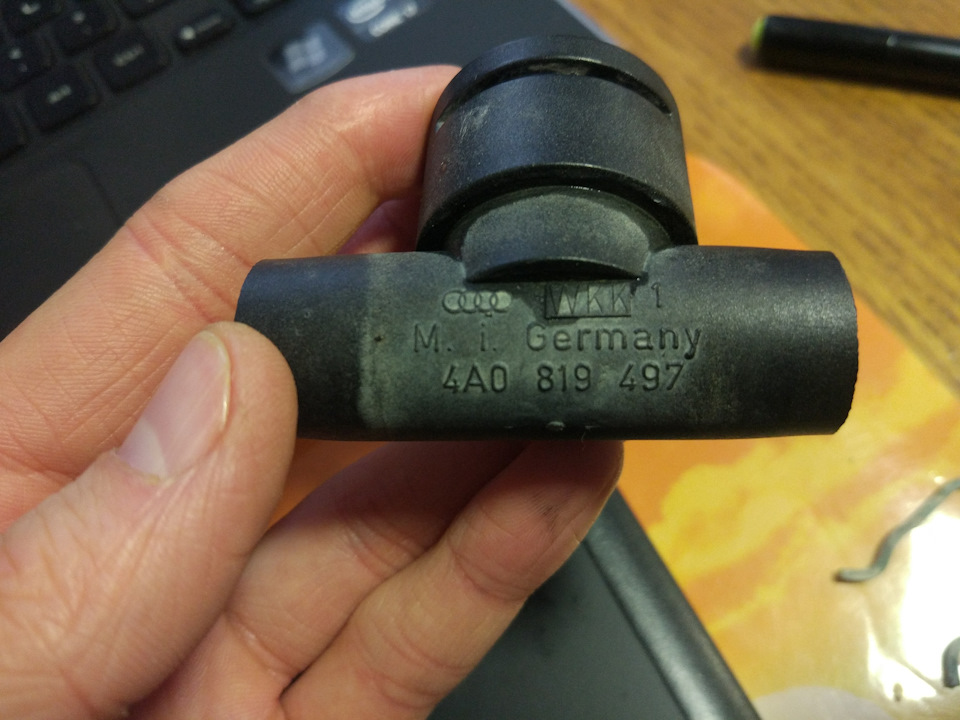 WKK 1
M. i. Germany
4A0 819 497